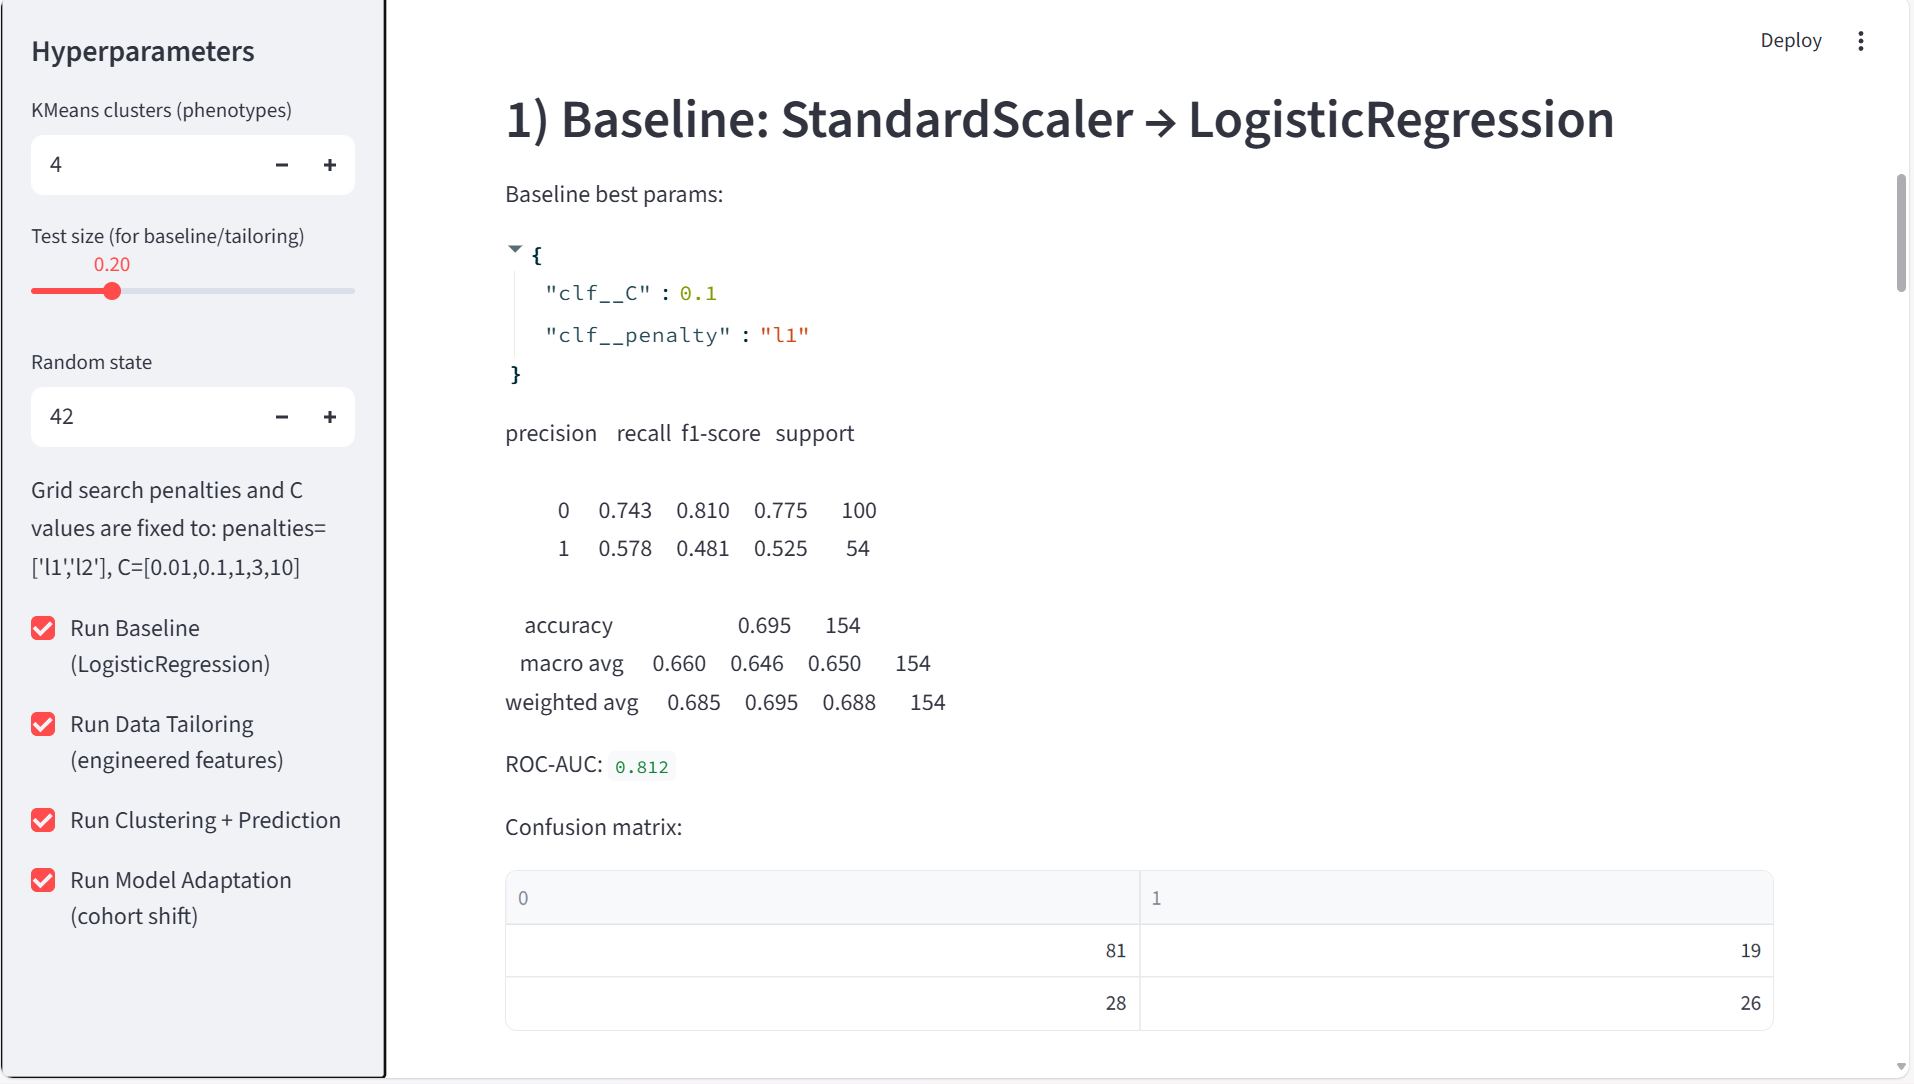 Hyperparameters
KMeans clusters (phenotypes)
4
Test size (for baseline/tailoring)
0.20
Random state
42
Grid search penalties and C
values are fixed to: penalties=
['l1','l2'], C=[0.01,0.1,1,3,10]
Run Baseline
(LogisticRegression)
Run Data Tailoring
(engineered features)
Run Clustering + Prediction
Run Model Adaptation
(cohort shift)
Deploy
1) Baseline: StandardScaler → LogisticRegression
Baseline best params:
{
"clf__C" : 0.1
"clf__penalty" : "l1"
}
precision recall f1-score support
0 0.743 0.810 0.775 100
1 0.578 0.481 0.525 54
accuracy 0.695 154
macro avg 0.660 0.646 0.650 154
weighted avg 0.685 0.695 0.688 154
ROC-AUC: 0.812
Confusion matrix:
0 1
81 19
28 26